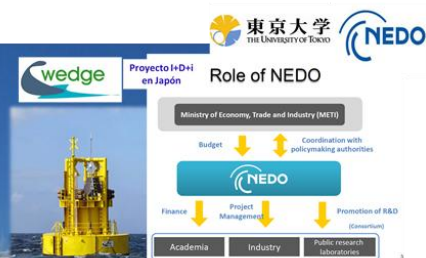 東京大学
THE UNIVERSITY OF TOKYO
NEDO
wedge
Proyecto I+D+i
en Japón
Role of NEDO
Ministry of Economy, Trade and Industry (METI)
Budget
Coordination with
policymaking authorities
NEDO
Finance
Project
Management
Promotion of R&D
(Consortium)
Academia
Industry
Public research
laboratories